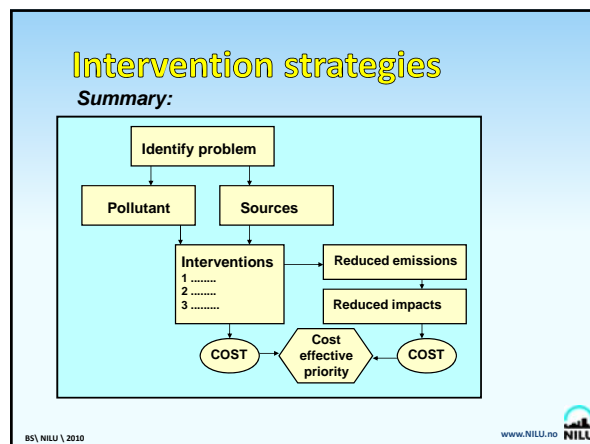 Intervention strategies
Summary:
Identify problem
Pollutant
Sources
Interventions
1 ........
2 ........
3 .........
Reduced emissions
Reduced impacts
COST
Cost
effective
priority
COST
BS\ NILU \ 2010
www.NILU.no
NILU